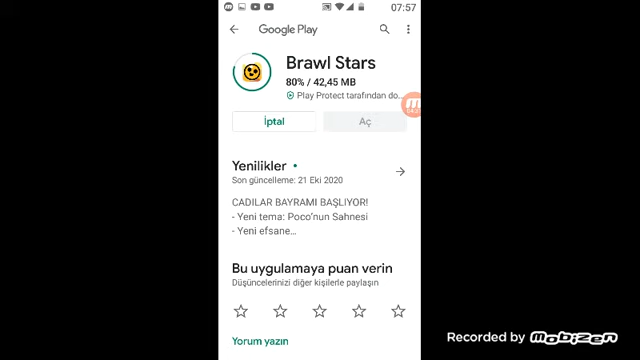 07:57
Google Play
Brawl Stars
80% / 42,45 MB
Play Protect tarafından do...
İptal
Aç
Yenilikler •
Son güncelleme: 21 Eki 2020
CADILAR BAYRAMI BAŞLIYOR!
- Yeni tema: Poco'nun Sahnesi
- Yeni efsane...
Bu uygulamaya puan verin
Düşüncelerinizi diğer kişilerle paylaşın
Yorum yazın
Recorded by Mobizen